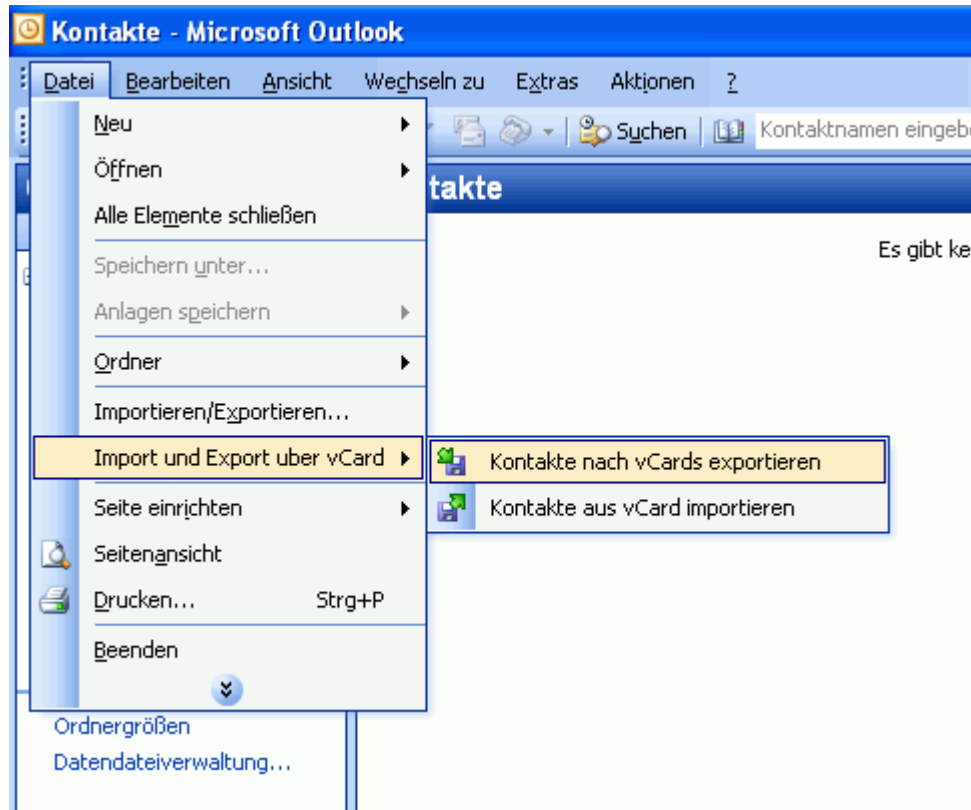 Kontakte - Microsoft Outlook
Datei Bearbeiten Ansicht Wechseln zu Extras Aktionen ?
Suchen Kontaktnamen eingeb
takte
Neu
Öffnen
Alle Elemente schließen
Es gibt ke
Speichern unter...
Anlagen speichern
Ordner
Importieren/Exportieren...
Import und Export uber vCard
Kontakte nach vCards exportieren
Seite einrichten
Kontakte aus vCard importieren
Seitenansicht
Drucken... Strg+P
Beenden
Ordnergrößen
Datendateiverwaltung...